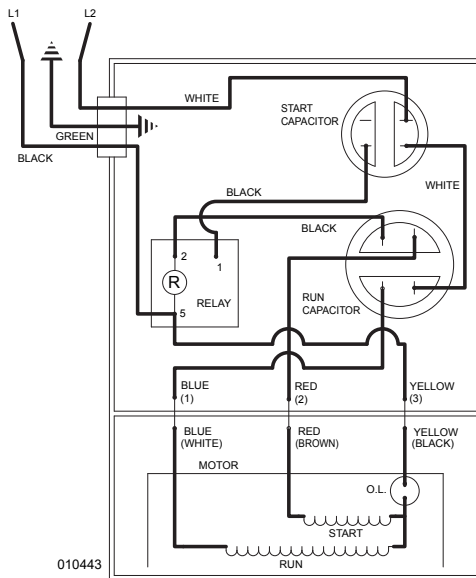 L1
L2
WHITE
START
CAPACITOR
GREEN
BLACK
WHITE
BLACK
BLACK
2
1
R
RELAY
5
RUN
CAPACITOR
BLUE
(1)
RED
(2)
YELLOW
(3)
BLUE
(WHITE)
RED
(BROWN)
YELLOW
(BLACK)
MOTOR
O.L.
START
RUN
010443